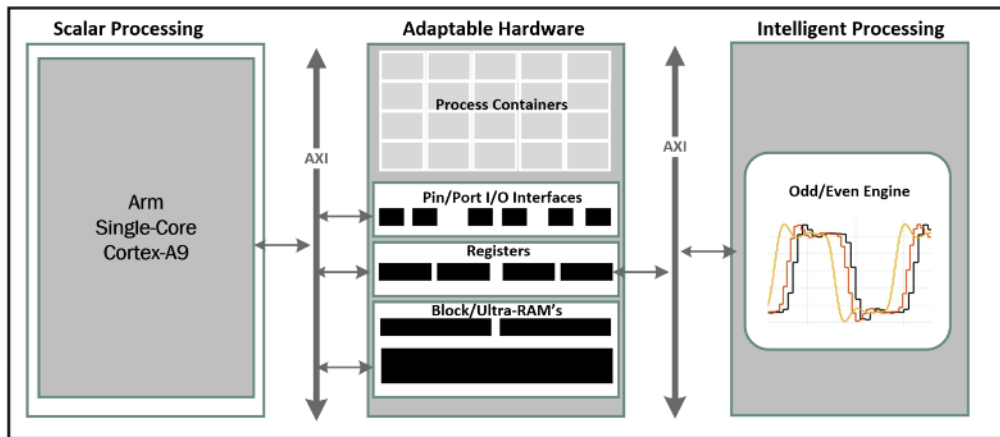 Scalar Processing
Adaptable Hardware
Intelligent Processing
Arm
Single-Core
Cortex-A9
AXI
Process Containers
Pin/Port I/O Interfaces
Registers
Block/Ultra-RAM's
AXI
Odd/Even Engine